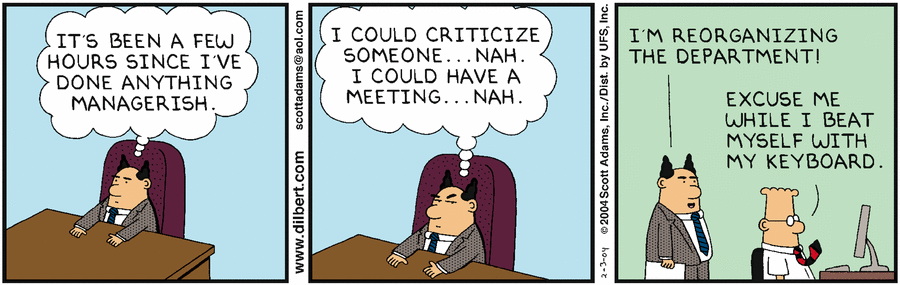 IT'S BEEN A FEW
HOURS SINCE I'VE
DONE ANYTHING
MANAGERISH.
scottadams@aol.com
www.dilbert.com
I COULD CRITICIZE
SOMEONE...NAH.
I COULD HAVE A
MEETING...NAH.
© 2004 Scott Adams, Inc./Dist. by UFS, Inc.
2-3-04
I'M REORGANIZING
THE DEPARTMENT!
EXCUSE ME
WHILE I BEAT
MYSELF WITH
MY KEYBOARD.